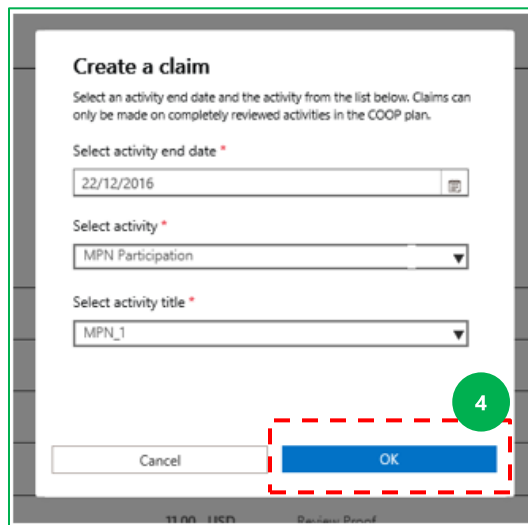 Create a claim
Select an activity end date and the activity from the list below. Claims can
only be made on completely reviewed activities in the COOP plan.
Select activity end date *
22/12/2016
Select activity *
MPN Participation
Select activity title *
MPN_1
4
Cancel
OK
11.00 USD
Review Proof